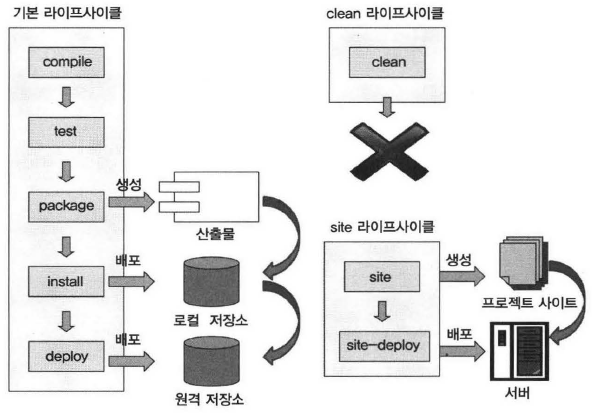 기본 라이프사이클
compile
test
package
생성
산출물
install
배포
로컬 저장소
deploy
배포
원격 저장소
clean 라이프사이클
clean
site 라이프사이클
site
생성
프로젝트 사이트
site-deploy
배포
서버